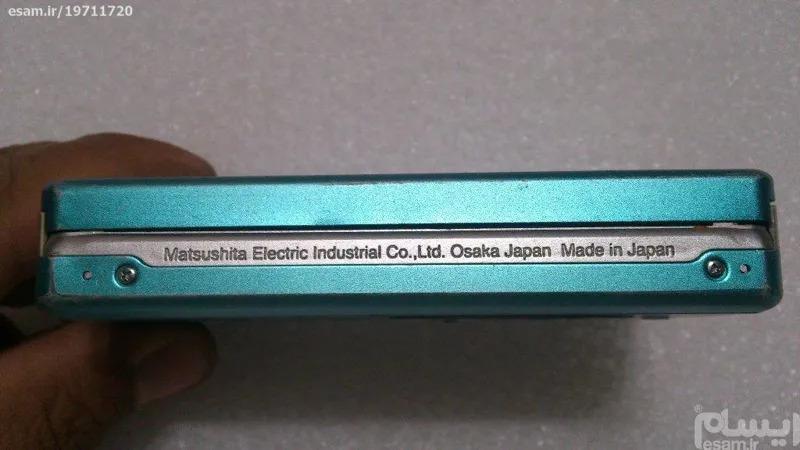 esam.ir/19711720
Matsushita Electric Industrial Co.,Ltd. Osaka Japan Made in Japan
ایسام
esam.ir